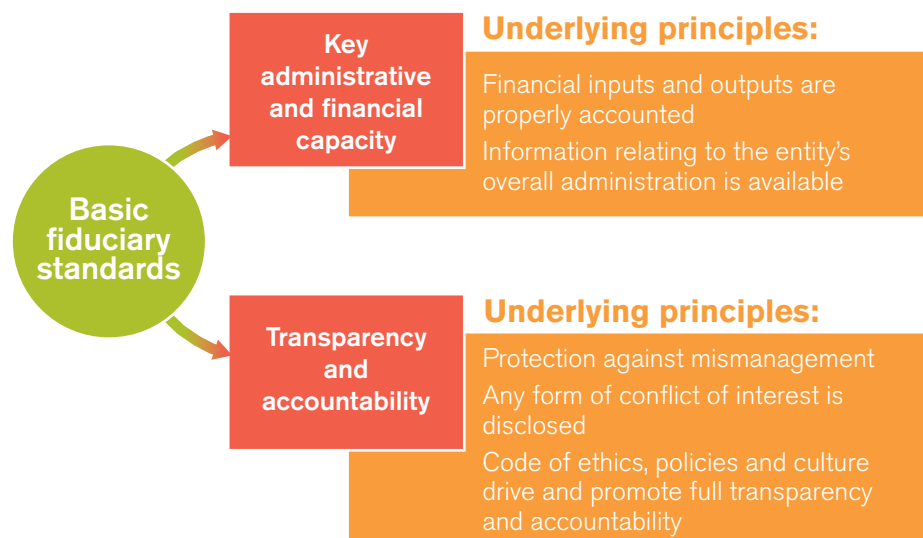 Basic
fiduciary
standards
Key
administrative
and financial
capacity
Underlying principles:
Financial inputs and outputs are
properly accounted
Information relating to the entity’s
overall administration is available
Transparency
and
accountability
Underlying principles:
Protection against mismanagement
Any form of conflict of interest is
disclosed
Code of ethics, policies and culture
drive and promote full transparency
and accountability